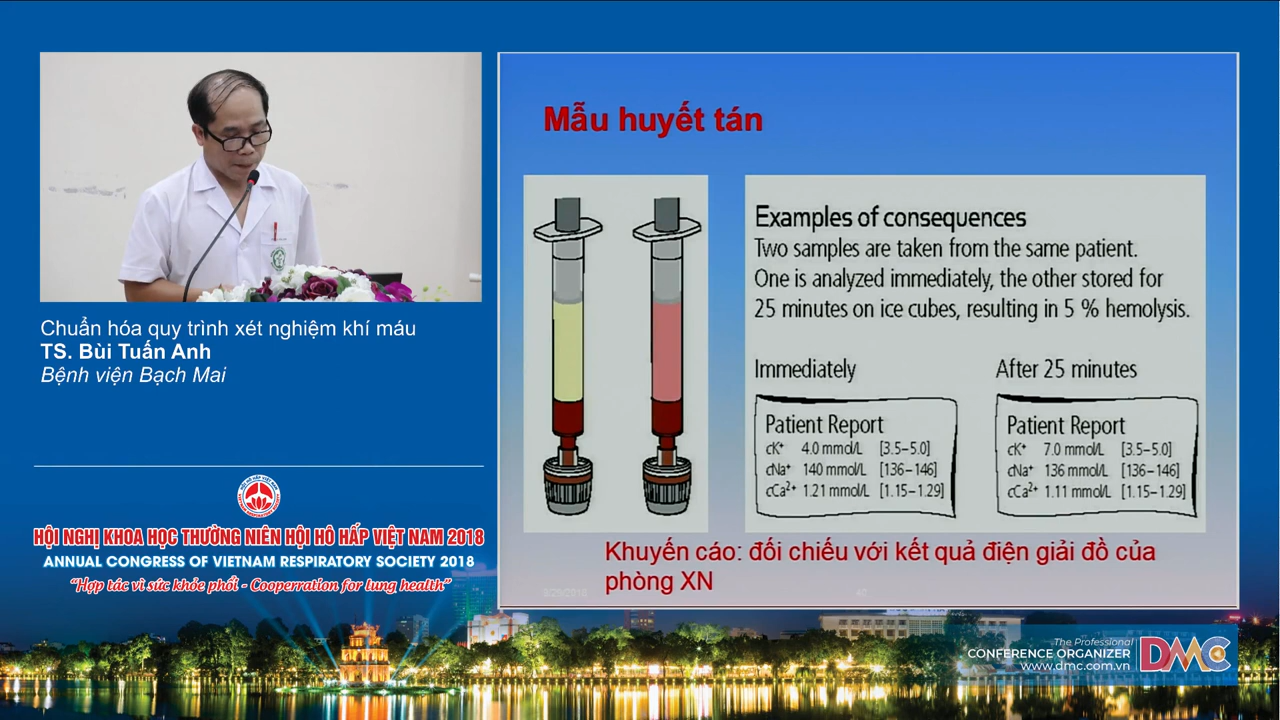 Chuẩn hóa quy trình xét nghiệm khí máu
TS. Bùi Tuấn Anh
Bệnh viện Bạch Mai
HỘI HÔ HẤP VIỆT NAM
HỘI NGHỊ KHOA HỌC THƯỜNG NIÊN HỘI HÔ HẤP VIỆT NAM 2018
ANNUAL CONGRESS OF VIETNAM RESPIRATORY SOCIETY 2018
“Hợp tác vì sức khỏe phổi - Cooperration for lung health”
Mẫu huyết tán
Examples of consequences
Two samples are taken from the same patient.
One is analyzed immediately, the other stored for
25 minutes on ice cubes, resulting in 5 % hemolysis.
Immediately
Patient Report
cK⁺ 4.0 mmol/L [3.5–5.0]
cNa⁺ 140 mmol/L [136–146]
cCa²⁺ 1.21 mmol/L [1.15–1.29]
After 25 minutes
Patient Report
cK⁺ 7.0 mmol/L [3.5–5.0]
cNa⁺ 136 mmol/L [136–146]
cCa²⁺ 1.11 mmol/L [1.15–1.29]
Khuyến cáo: đối chiếu với kết quả điện giải đồ của
phòng XN
The Professional
CONFERENCE ORGANIZER
www.dmc.com.vn
DMC